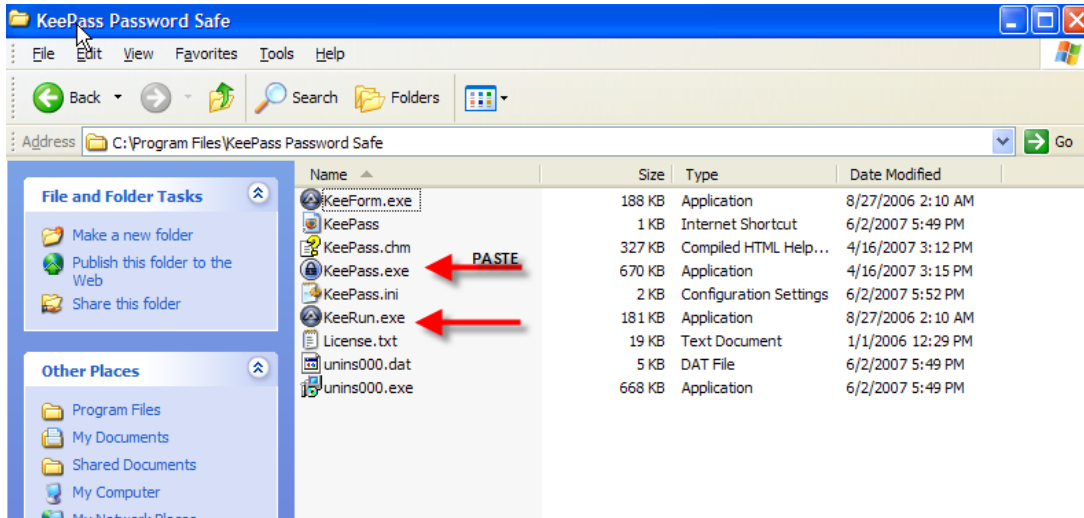 KeePass Password Safe
File Edit View Favorites Tools Help
Back Search Folders
Address C:\Program Files\KeePass Password Safe Go
File and Folder Tasks
Make a new folder
Publish this folder to the
Web
Share this folder
Other Places
Program Files
My Documents
Shared Documents
My Computer
My Network Places
Name Size Type Date Modified
KeeForm.exe 188 KB Application 8/27/2006 2:10 AM
KeePass 1 KB Internet Shortcut 6/2/2007 5:49 PM
KeePass.chm 327 KB Compiled HTML Help... 4/16/2007 3:12 PM
PASTE
KeePass.exe 670 KB Application 4/16/2007 3:15 PM
KeePass.ini 2 KB Configuration Settings 6/2/2007 5:52 PM
KeeRun.exe 181 KB Application 8/27/2006 2:10 AM
License.txt 19 KB Text Document 1/1/2006 12:29 PM
unins000.dat 5 KB DAT File 6/2/2007 5:49 PM
unins000.exe 668 KB Application 6/2/2007 5:49 PM